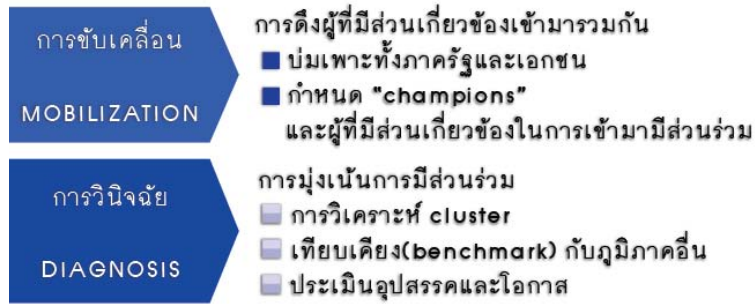 การขับเคลื่อน
MOBILIZATION
การดึงผู้ที่มีส่วนเกี่ยวข้องเข้ามารวมกัน
บ่มเพาะทั้งภาครัฐและเอกชน
กำหนด "champions"
และผู้ที่มีส่วนเกี่ยวข้องในการเข้ามามีส่วนร่วม
การวินิจฉัย
DIAGNOSIS
การมุ่งเน้นการมีส่วนร่วม
การวิเคราะห์ cluster
เทียบเคียง(benchmark) กับภูมิภาคอื่น
ประเมินอุปสรรคและโอกาส